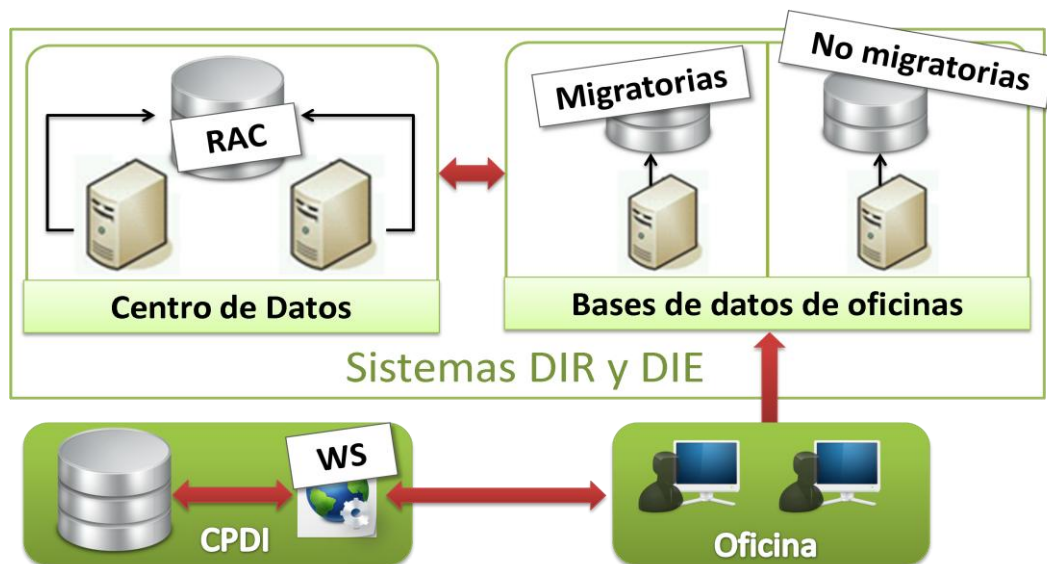 RAC
Centro de Datos
Migratorias
No migratorias
Bases de datos de oficinas
Sistemas DIR y DIE
WS
CPDI
Oficina